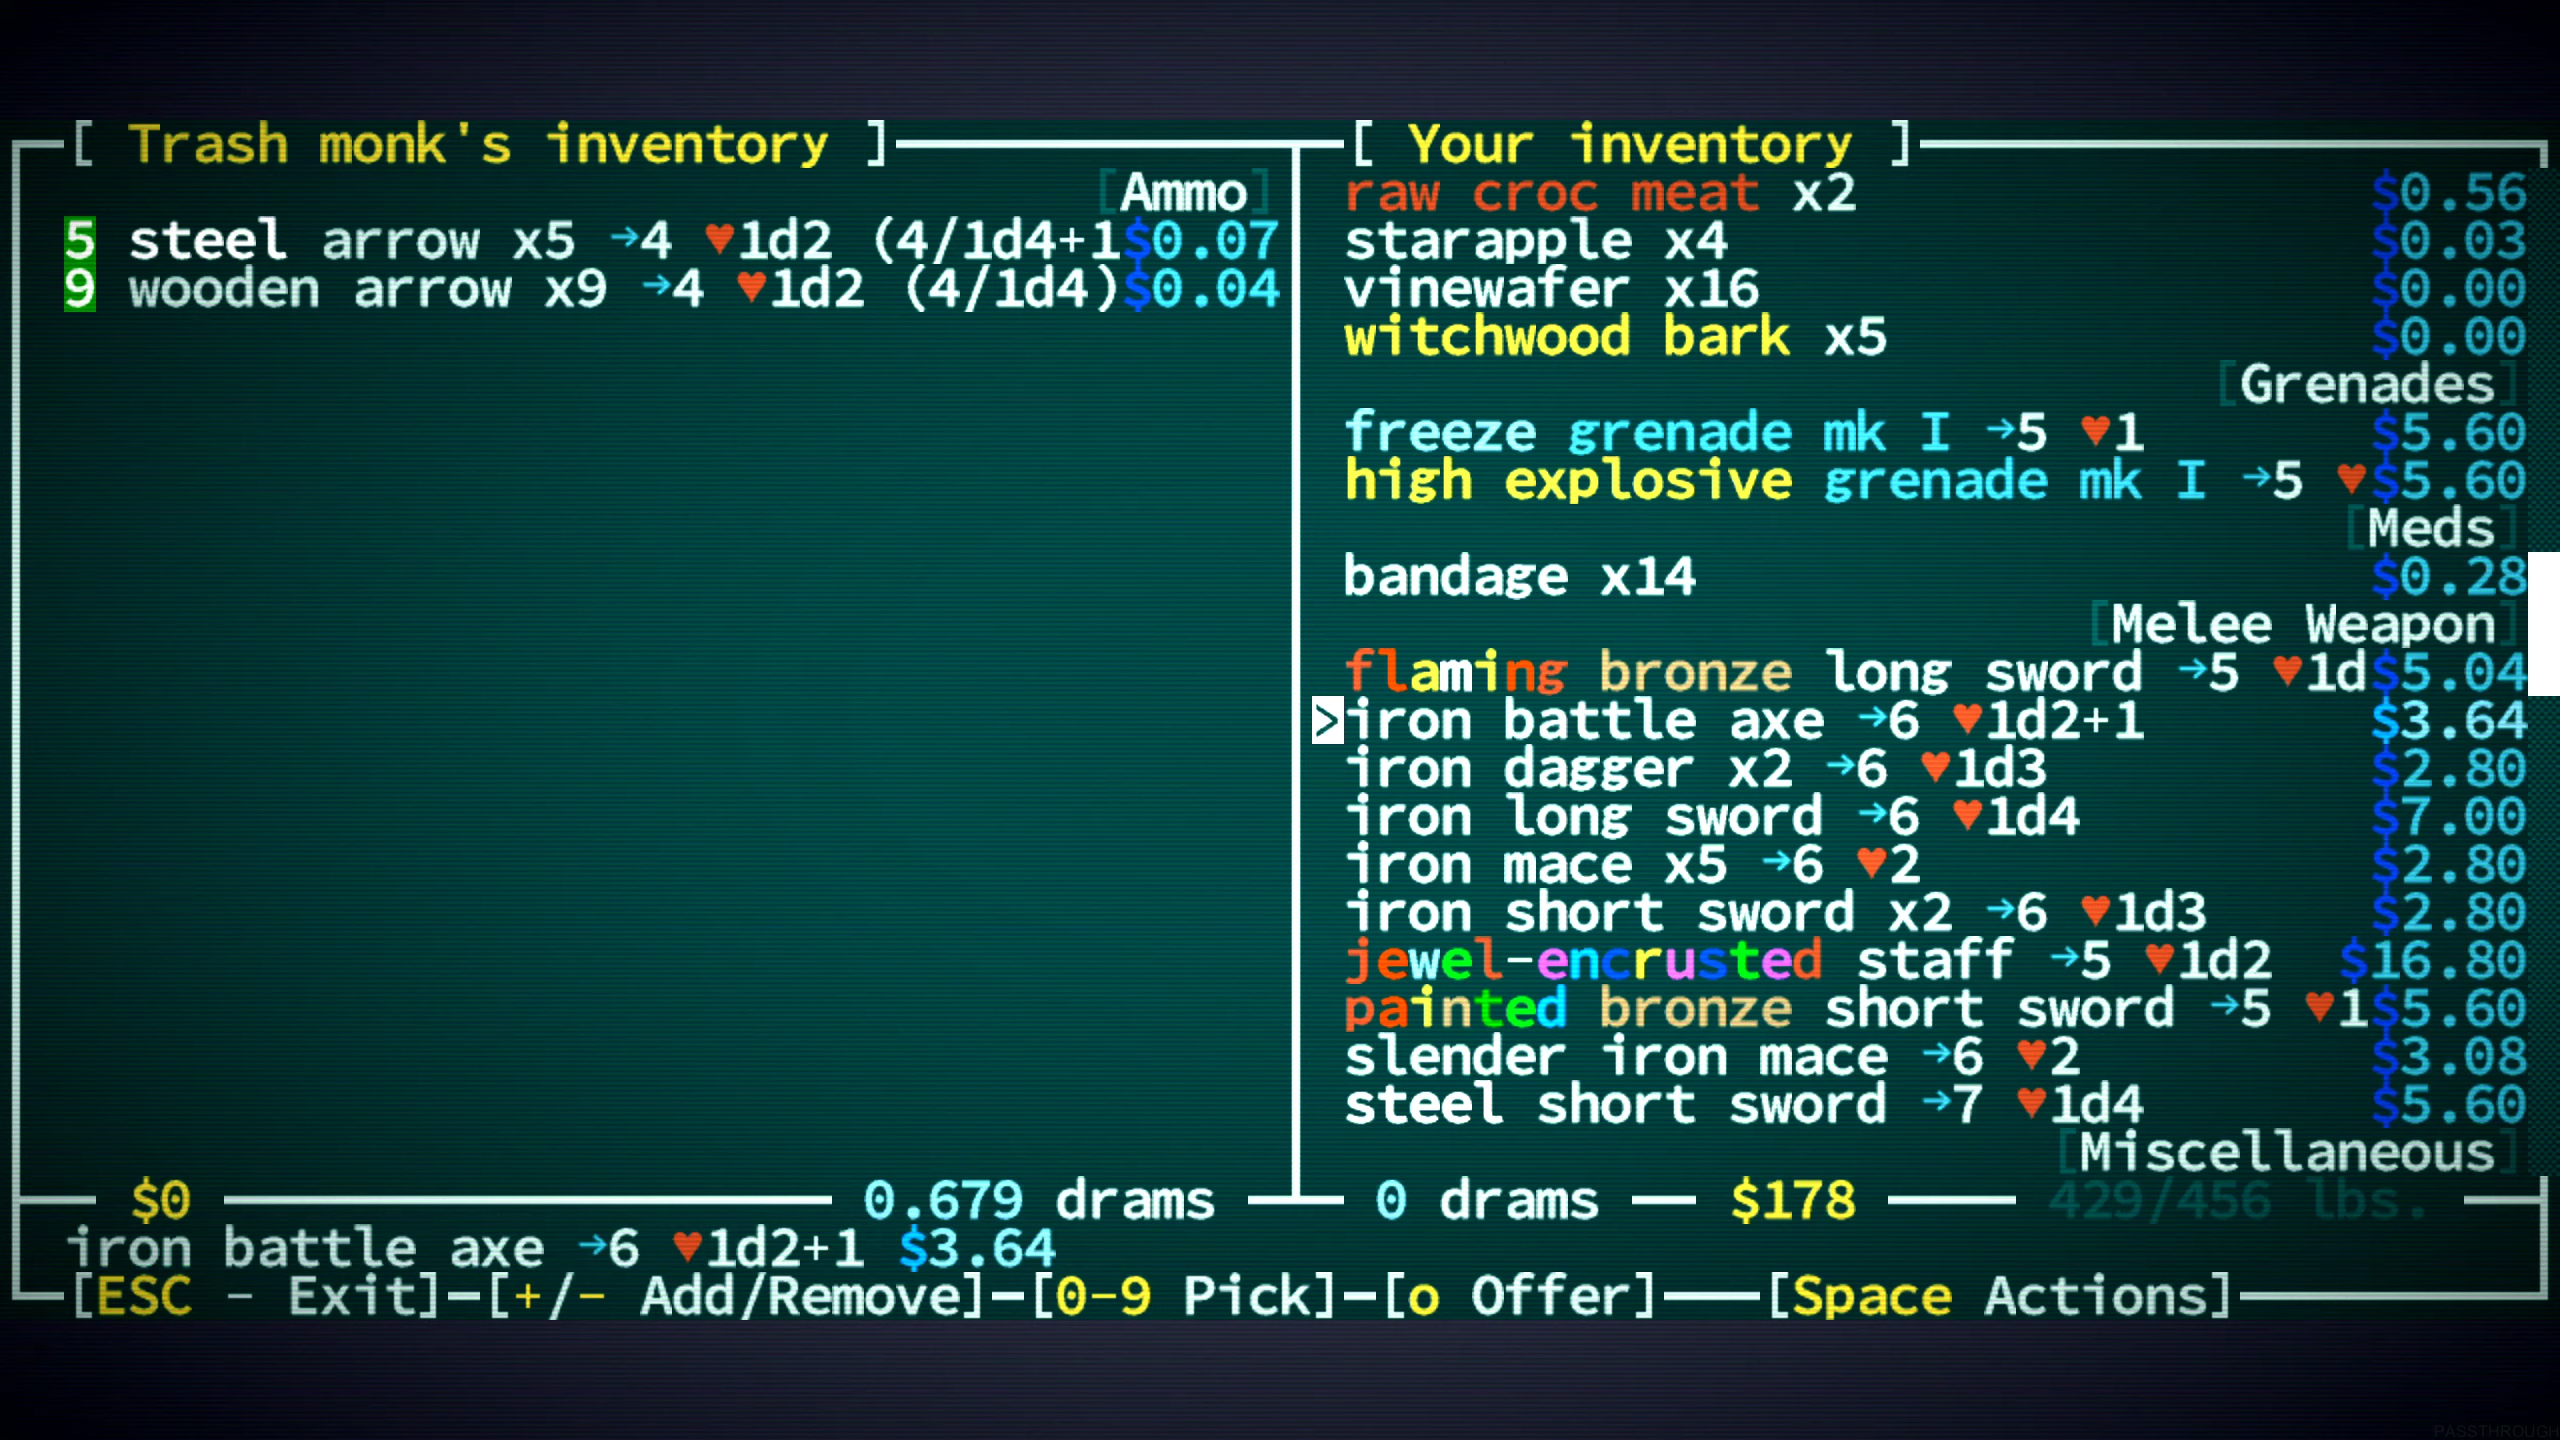 [ Trash monk's inventory ]
[Ammo]
5 steel arrow x5 →4 ♥1d2 (4/1d4+1$0.07
9 wooden arrow x9 →4 ♥1d2 (4/1d4)$0.04
$0
0.679 drams
[ Your inventory ]
raw croc meat x2 $0.56
starapple x4 $0.03
vinewafer x16 $0.00
witchwood bark x5 $0.00
[Grenades]
freeze grenade mk I →5 ♥1 $5.60
high explosive grenade mk I →5 ♥$5.60
[Meds]
bandage x14 $0.28
[Melee Weapon]
flaming bronze long sword →5 ♥1d$5.04
>iron battle axe →6 ♥1d2+1 $3.64
iron dagger x2 →6 ♥1d3 $2.80
iron long sword →6 ♥1d4 $7.00
iron mace x5 →6 ♥2 $2.80
iron short sword x2 →6 ♥1d3 $2.80
jewel-encrusted staff →5 ♥1d2 $16.80
painted bronze short sword →5 ♥1$5.60
slender iron mace →6 ♥2 $3.08
steel short sword →7 ♥1d4 $5.60
[Miscellaneous]
0 drams $178 429/456 lbs.
iron battle axe →6 ♥1d2+1 $3.64
[ESC - Exit] [+/- Add/Remove] [0-9 Pick] [o Offer] [Space Actions]
PASSTHROUGH